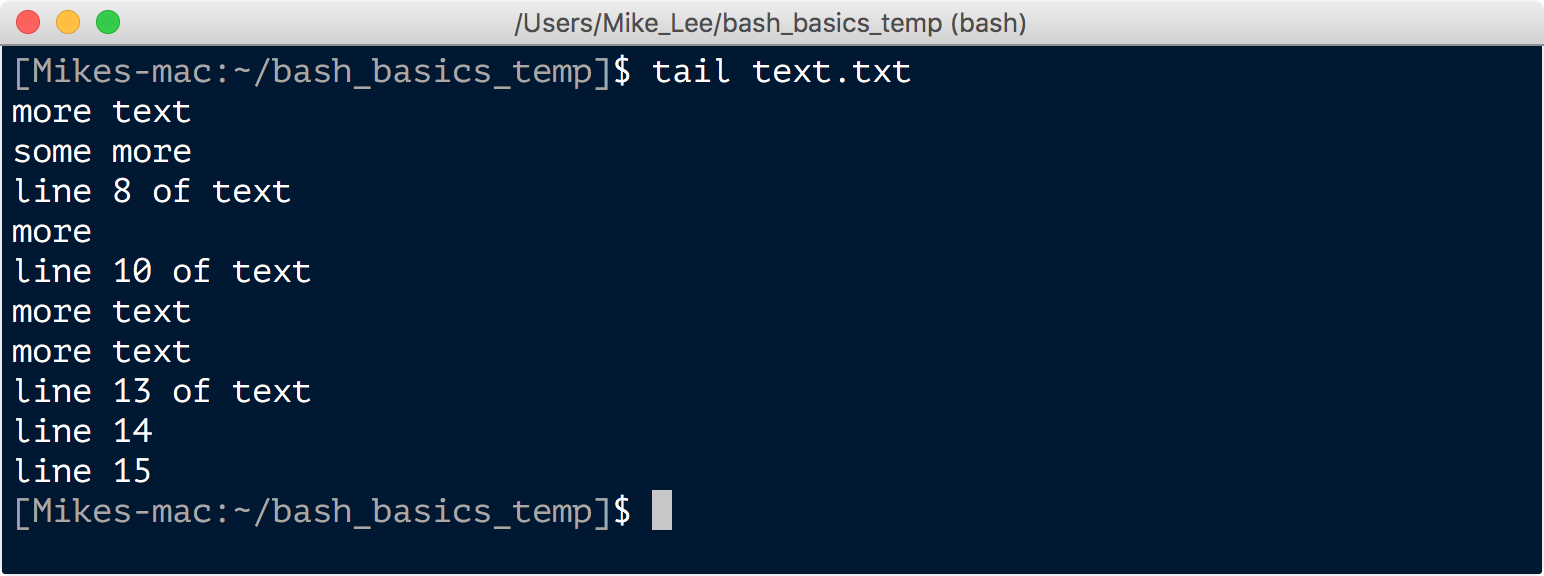 /Users/Mike_Lee/bash_basics_temp (bash)
[Mikes-mac:~/bash_basics_temp]$ tail text.txt
more text
some more
line 8 of text
more
line 10 of text
more text
more text
line 13 of text
line 14
line 15
[Mikes-mac:~/bash_basics_temp]$